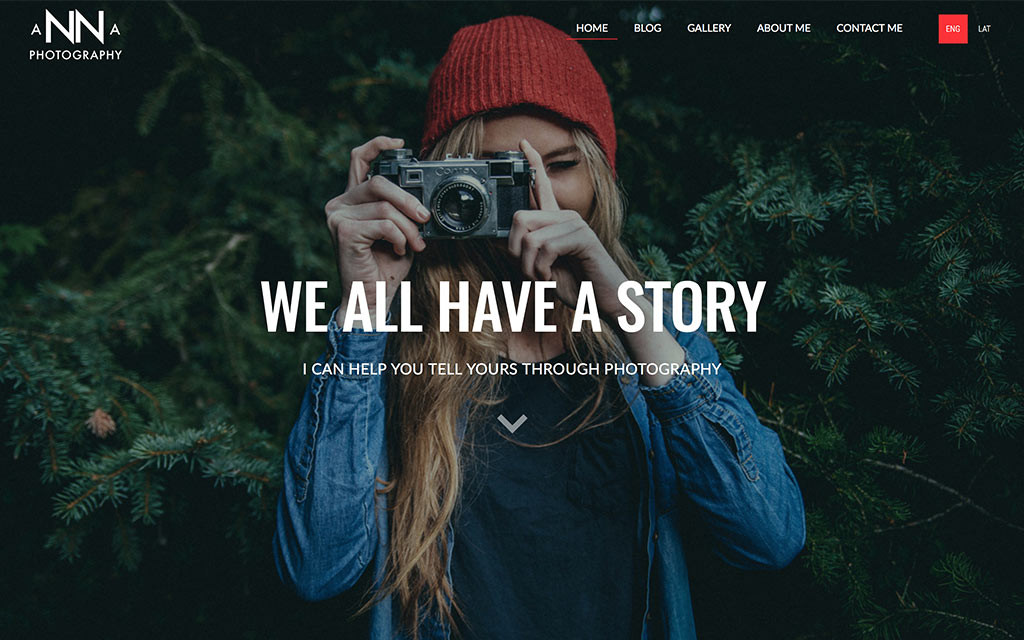 aNNA
PHOTOGRAPHY
HOME BLOG GALLERY ABOUT ME CONTACT ME ENG LAT
CONTAX
WE ALL HAVE A STORY
I CAN HELP YOU TELL YOURS THROUGH PHOTOGRAPHY